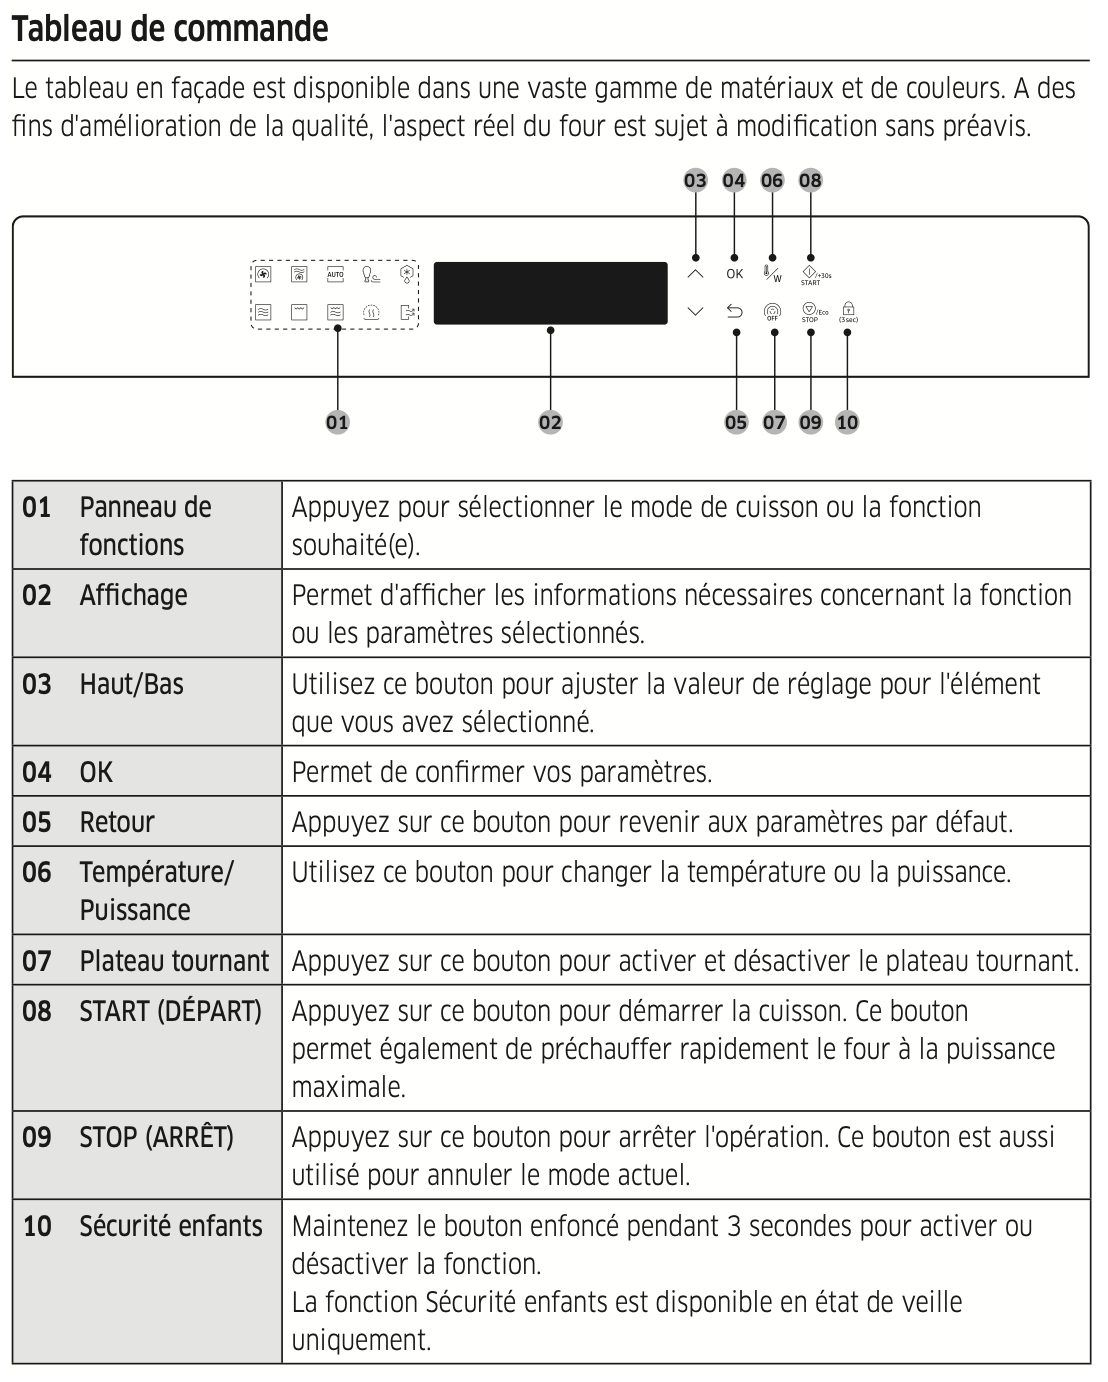 Tableau de commande
Le tableau en façade est disponible dans une vaste gamme de matériaux et de couleurs. A des
fins d'amélioration de la qualité, l'aspect réel du four est sujet à modification sans préavis.
03 04 06 08
AUTO
OK
/W
/+30s
START
OFF
/Eco
STOP
(3 sec)
01 02 05 07 09 10
01 Panneau de
fonctions
Appuyez pour sélectionner le mode de cuisson ou la fonction
souhaité(e).
02 Affichage
Permet d'afficher les informations nécessaires concernant la fonction
ou les paramètres sélectionnés.
03 Haut/Bas
Utilisez ce bouton pour ajuster la valeur de réglage pour l'élément
que vous avez sélectionné.
04 OK
Permet de confirmer vos paramètres.
05 Retour
Appuyez sur ce bouton pour revenir aux paramètres par défaut.
06 Température/
Puissance
Utilisez ce bouton pour changer la température ou la puissance.
07 Plateau tournant
Appuyez sur ce bouton pour activer et désactiver le plateau tournant.
08 START (DÉPART)
Appuyez sur ce bouton pour démarrer la cuisson. Ce bouton
permet également de préchauffer rapidement le four à la puissance
maximale.
09 STOP (ARRÊT)
Appuyez sur ce bouton pour arrêter l'opération. Ce bouton est aussi
utilisé pour annuler le mode actuel.
10 Sécurité enfants
Maintenez le bouton enfoncé pendant 3 secondes pour activer ou
désactiver la fonction.
La fonction Sécurité enfants est disponible en état de veille
uniquement.